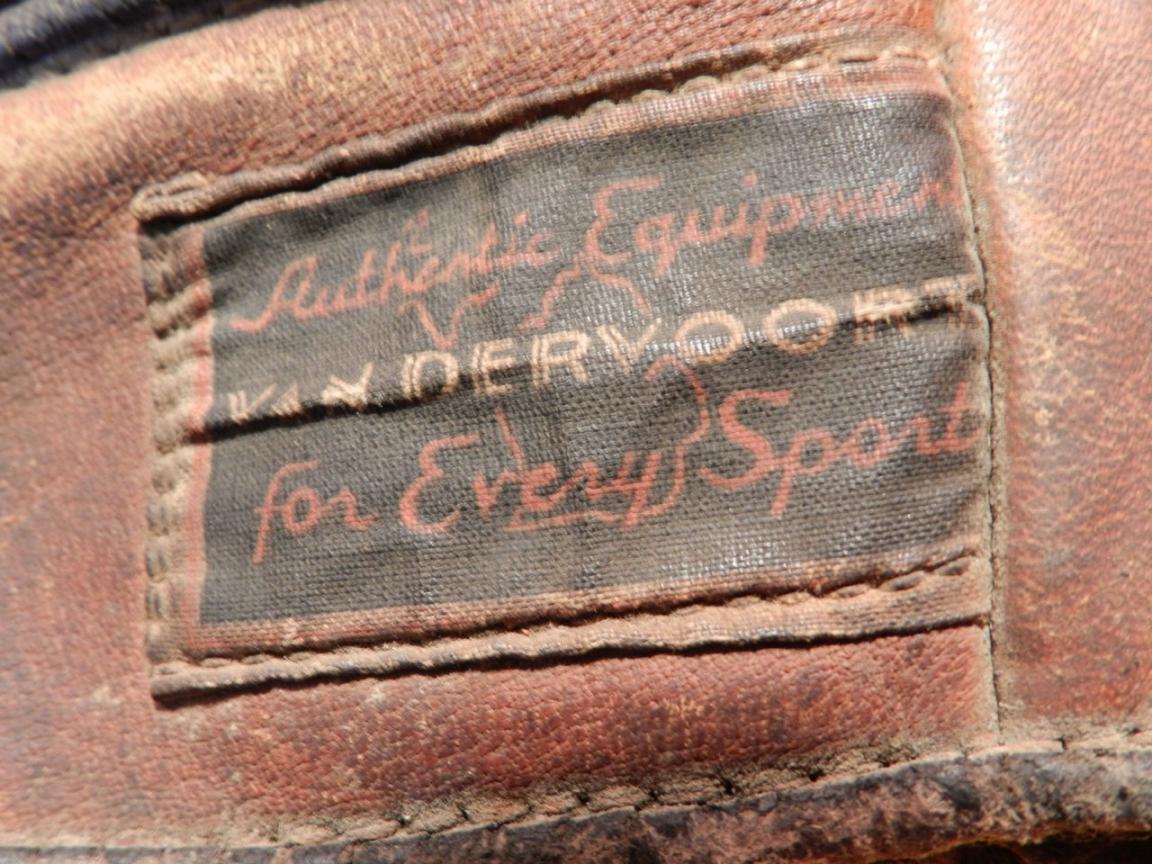 Authentic Equipment
VANDERVOORT
for Every Sport